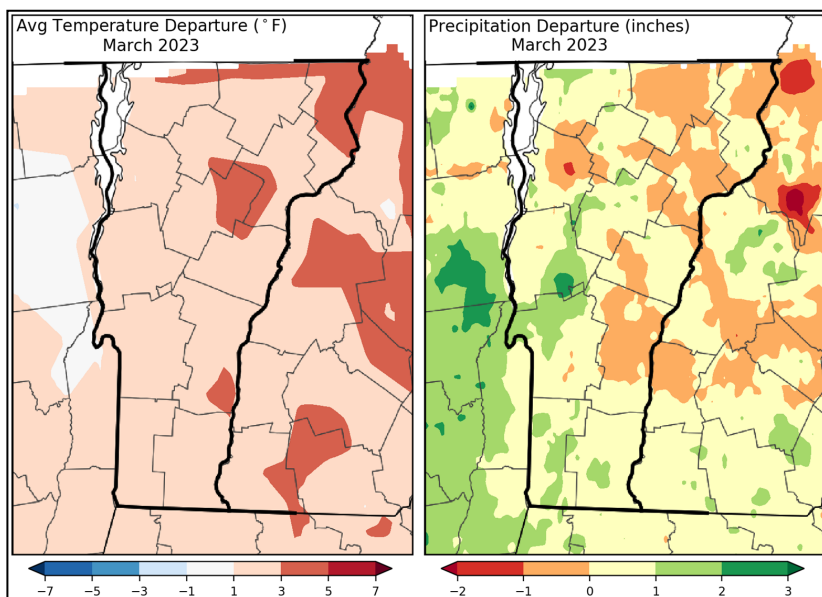 Avg Temperature Departure (°F)
March 2023
Precipitation Departure (inches)
March 2023
−7 −5 −3 −1 1 3 5 7
−2 −1 0 1 2 3